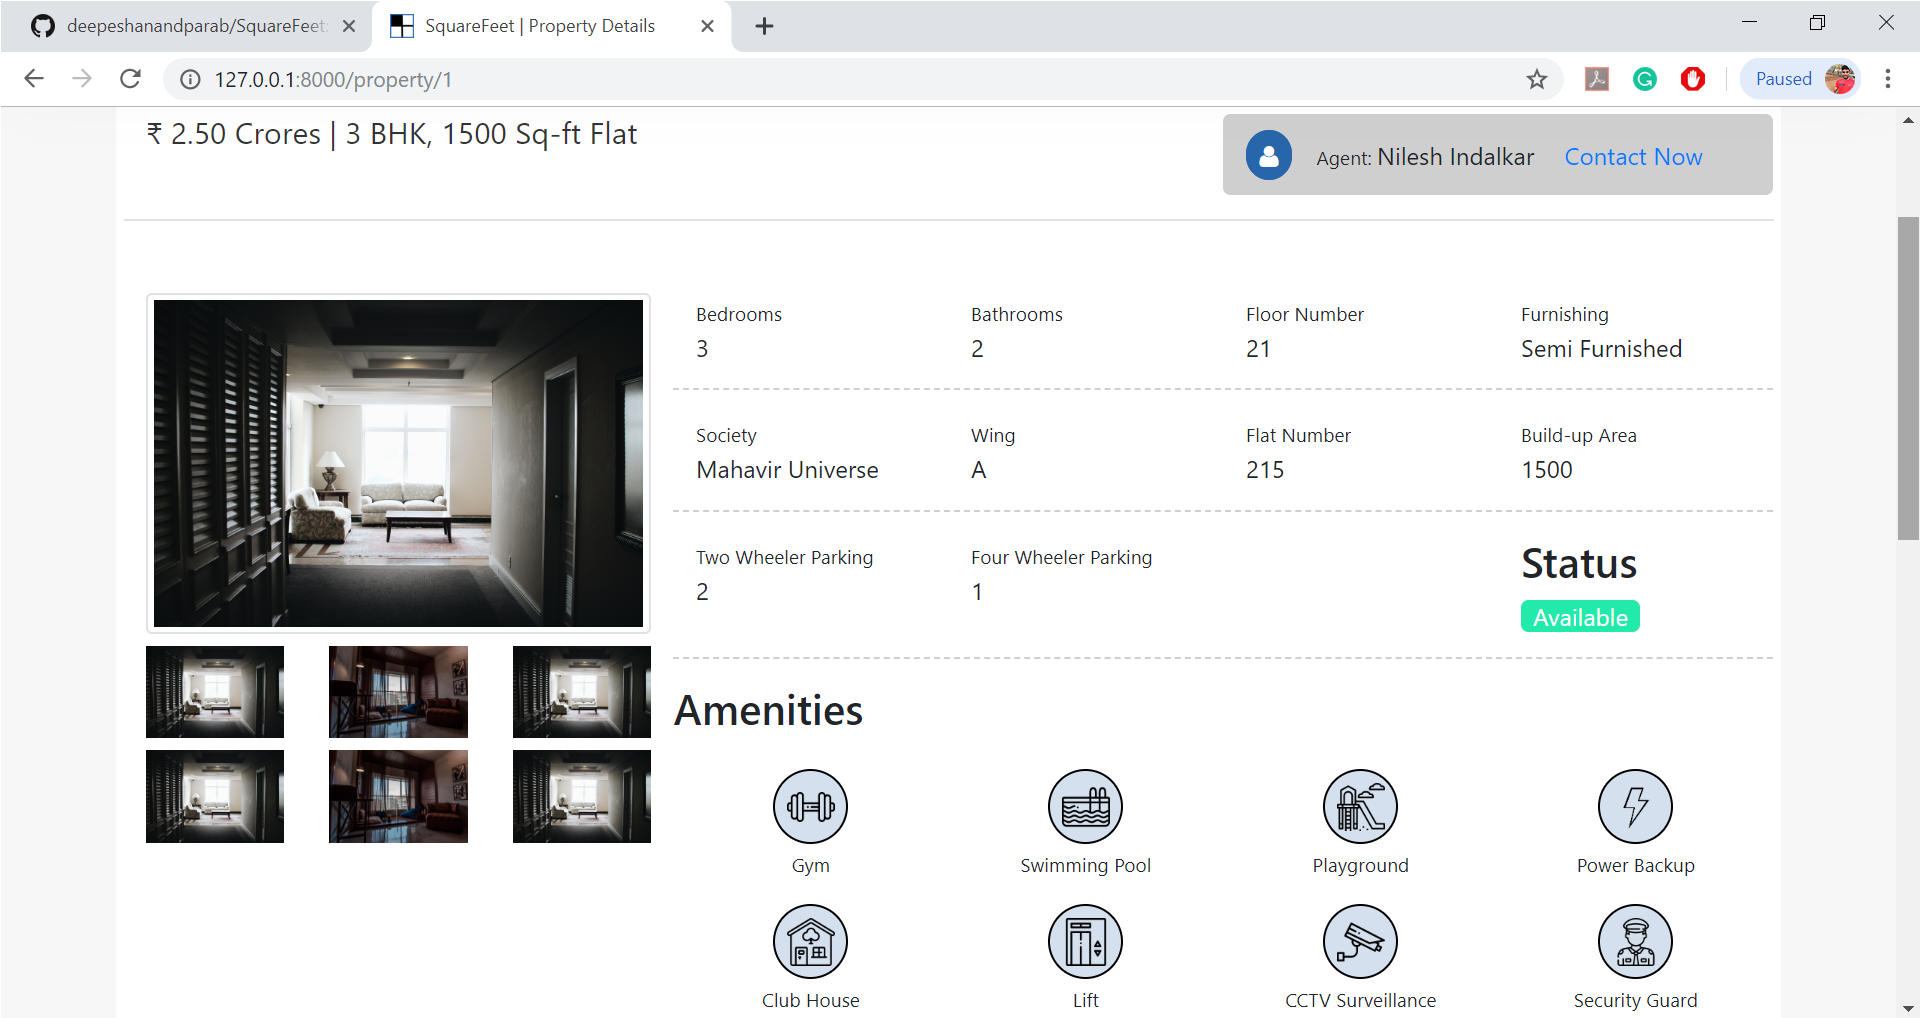 deepeshanandparab/SquareFeet
SquareFeet | Property Details
127.0.0.1:8000/property/1
Paused
₹ 2.50 Crores | 3 BHK, 1500 Sq-ft Flat
Agent: Nilesh Indalkar Contact Now
Bedrooms Bathrooms Floor Number Furnishing
3 2 21 Semi Furnished
Society Wing Flat Number Build-up Area
Mahavir Universe A 215 1500
Two Wheeler Parking Four Wheeler Parking Status
2 1 Available
Amenities
Gym Swimming Pool Playground Power Backup
Club House Lift CCTV Surveillance Security Guard